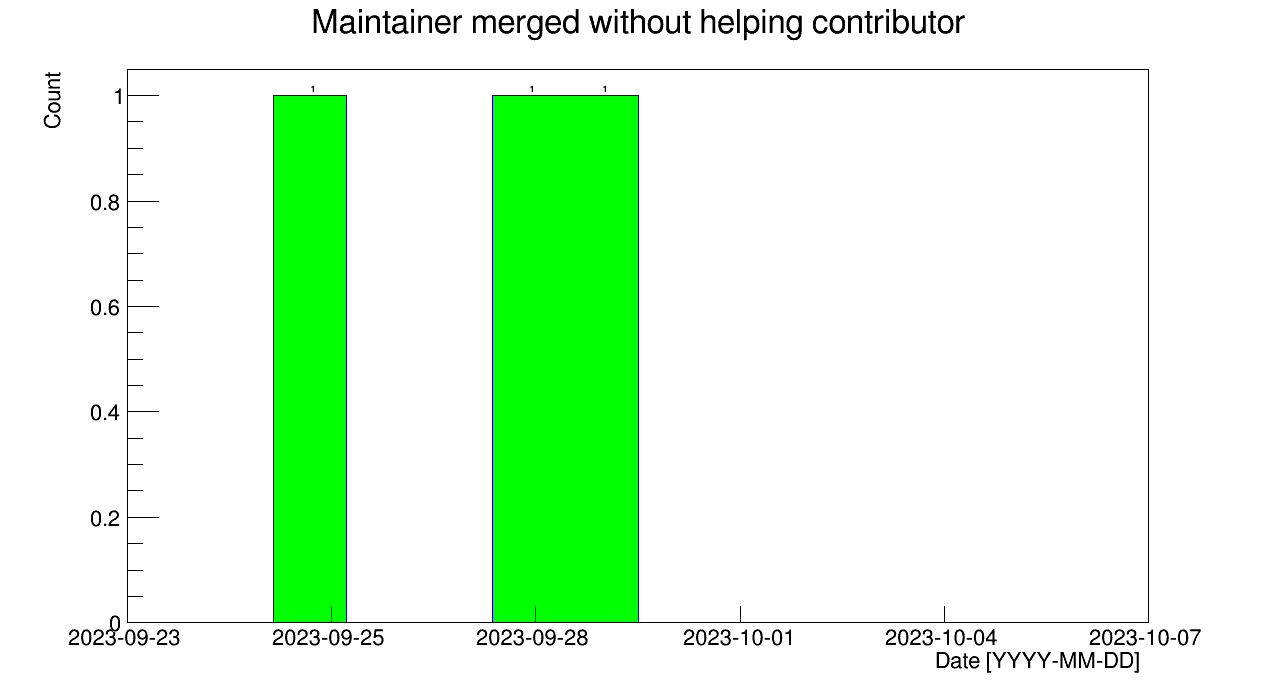 Maintainer merged without helping contributor
Count
1 1 1
1
0.8
0.6
0.4
0.2
0
2023-09-23 2023-09-25 2023-09-28 2023-10-01 2023-10-04 2023-10-07
Date [YYYY-MM-DD]